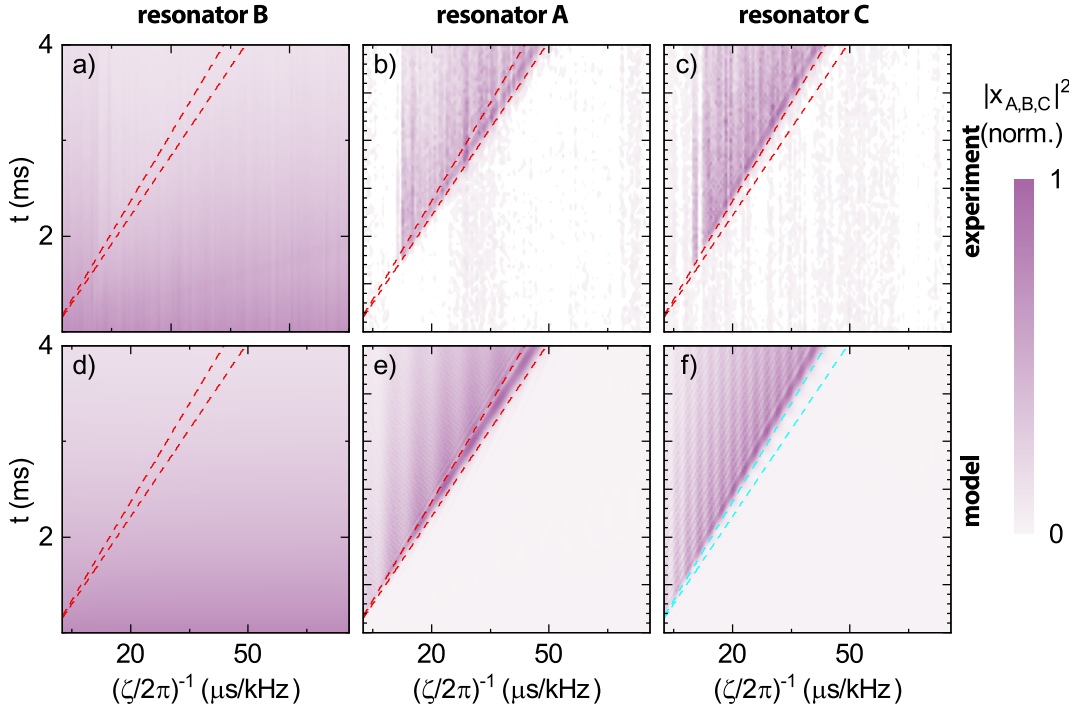 resonator B
resonator A
resonator C
4
2
t (ms)
a)
b)
c)
|x_A,B,C|²
(norm.)
experiment
1
0
4
2
t (ms)
d)
e)
f)
model
20
50
20
50
20
50
(ζ/2π)⁻¹ (μs/kHz)
(ζ/2π)⁻¹ (μs/kHz)
(ζ/2π)⁻¹ (μs/kHz)